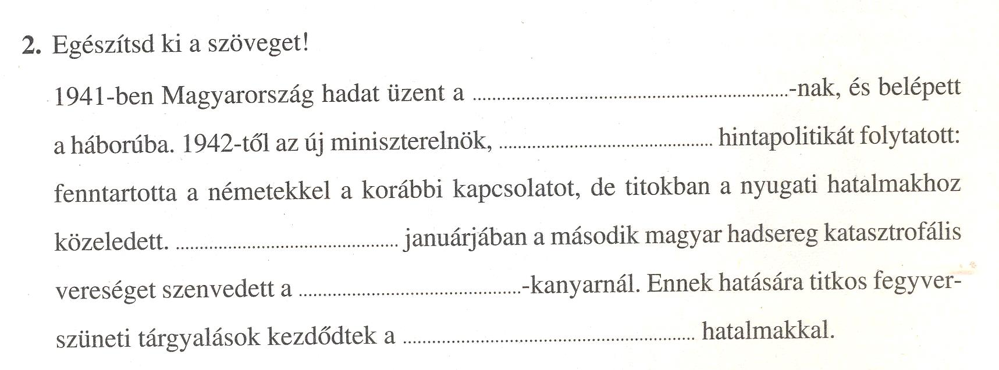 2. Egészítsd ki a szöveget!
1941-ben Magyarország hadat üzent a ......................................................-nak, és belépett
a háborúba. 1942-től az új miniszterelnök, ..................................... hintapolitikát folytatott:
fenntartotta a németekkel a korábbi kapcsolatot, de titokban a nyugati hatalmakhoz
közeledett. ...................................... januárjában a második magyar hadsereg katasztrofális
vereséget szenvedett a ......................................-kanyarnál. Ennek hatására titkos fegyver-
szüneti tárgyalások kezdődtek a .................................................. hatalmakkal.